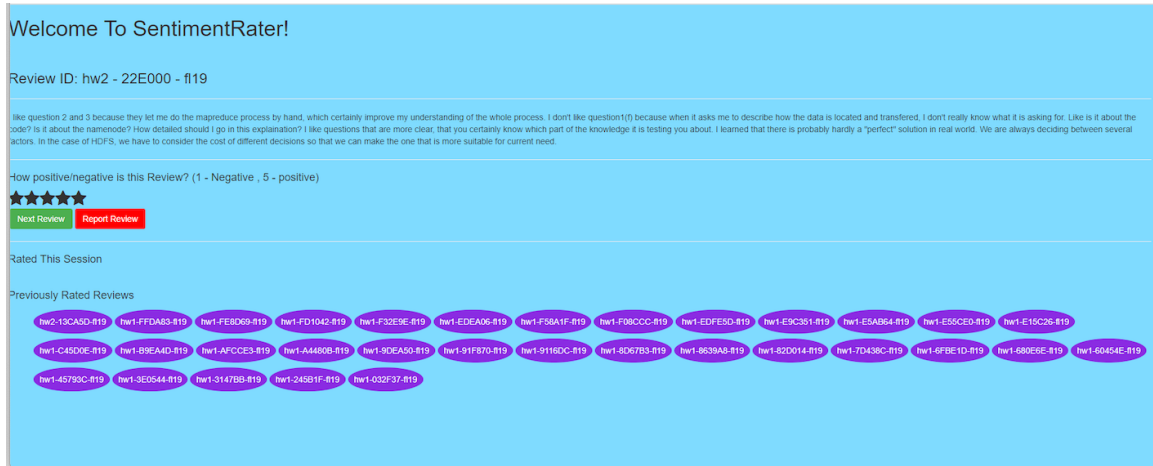 Welcome To SentimentRater!
Review ID: hw2 - 22E000 - fl19
like question 2 and 3 because they let me do the mapreduce process by hand, which certainly improve my understanding of the whole process. I don't like question1(f) because when it asks me to describe how the data is located and transfered, I don't really know what it is asking for. Like is it about the
code? Is it about the namenode? How detailed should I go in this explaination? I like questions that are more clear, that you certainly know which part of the knowledge it is testing you about. I learned that there is probably hardly a "perfect" solution in real world. We are always deciding between several
factors. In the case of HDFS, we have to consider the cost of different decisions so that we can make the one that is more suitable for current need.
How positive/negative is this Review? (1 - Negative , 5 - positive)
Next Review Report Review
Rated This Session
Previously Rated Reviews
hw2-13CA5D-fl19 hw1-FFDA83-fl19 hw1-FE8D69-fl19 hw1-FD1042-fl19 hw1-F32E9E-fl19 hw1-EDEA06-fl19 hw1-F58A1F-fl19 hw1-F08CCC-fl19 hw1-EDFE5D-fl19 hw1-E9C351-fl19 hw1-E5AB64-fl19 hw1-E55CE0-fl19 hw1-E15C26-fl19
hw1-C45D0E-fl19 hw1-B9EA4D-fl19 hw1-AFCCE3-fl19 hw1-A4480B-fl19 hw1-9DEA50-fl19 hw1-91F870-fl19 hw1-9116DC-fl19 hw1-8D67B3-fl19 hw1-8639A8-fl19 hw1-82D014-fl19 hw1-7D438C-fl19 hw1-6FBE1D-fl19 hw1-680E6E-fl19 hw1-60454E-fl19
hw1-45793C-fl19 hw1-3E0544-fl19 hw1-3147BB-fl19 hw1-245B1F-fl19 hw1-032F37-fl19